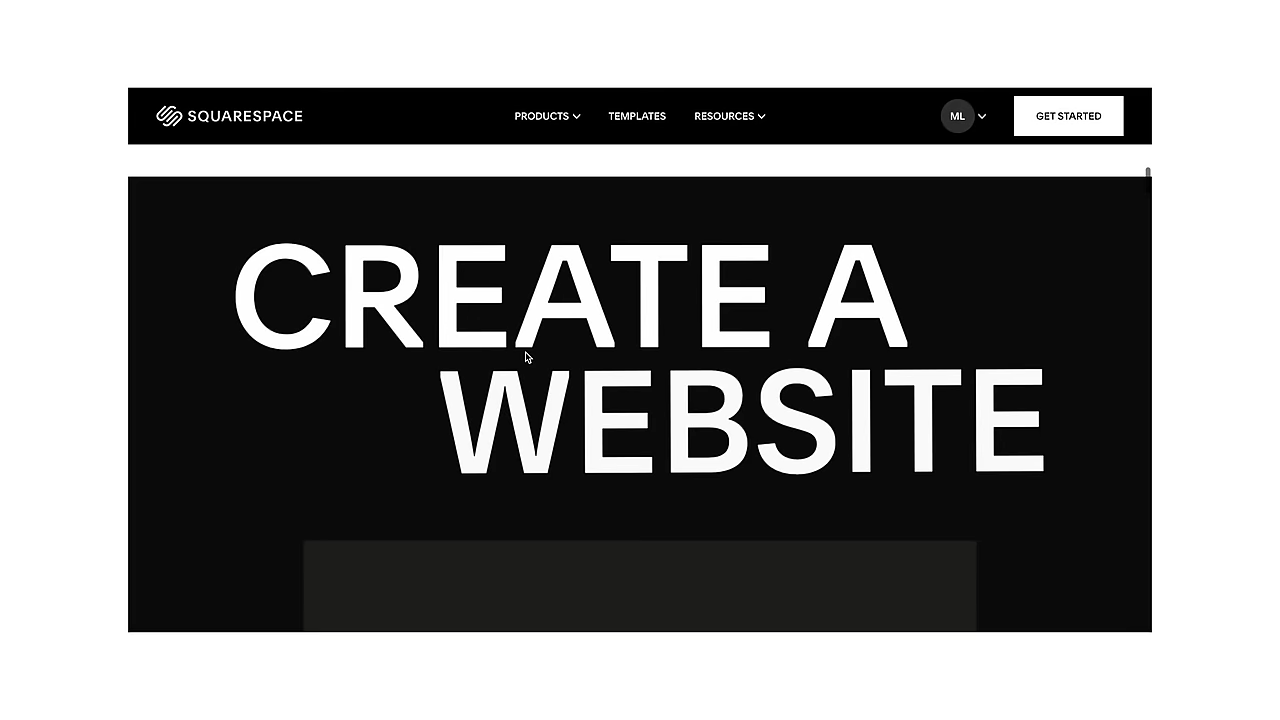 SQUARESPACE
PRODUCTS
TEMPLATES
RESOURCES
ML
GET STARTED
CREATE A
WEBSITE